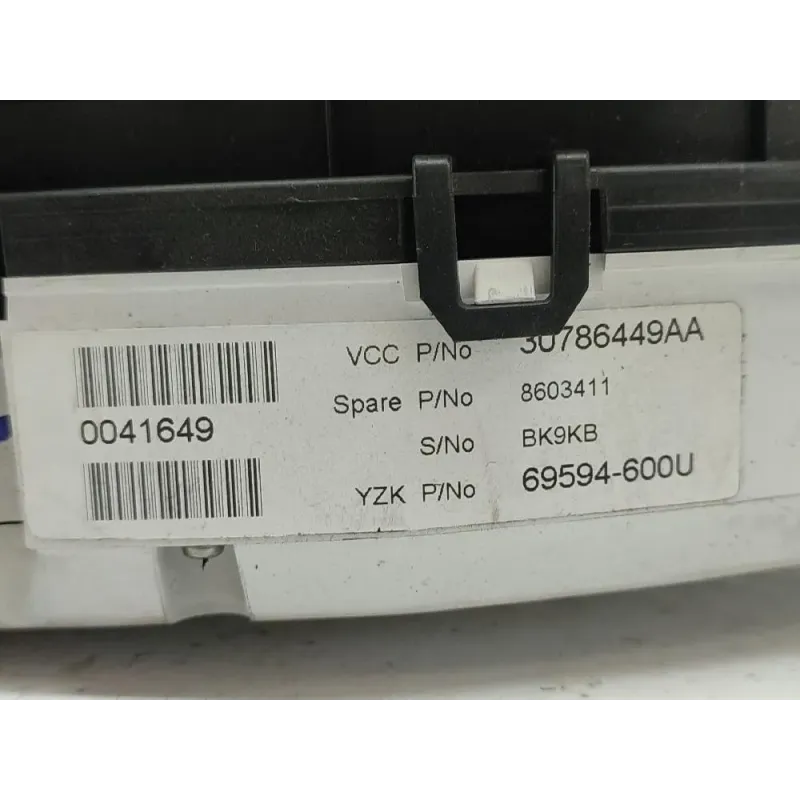 0041649
VCC P/No 30786449AA
Spare P/No 8603411
S/No BK9KB
YZK P/No 69594-600U